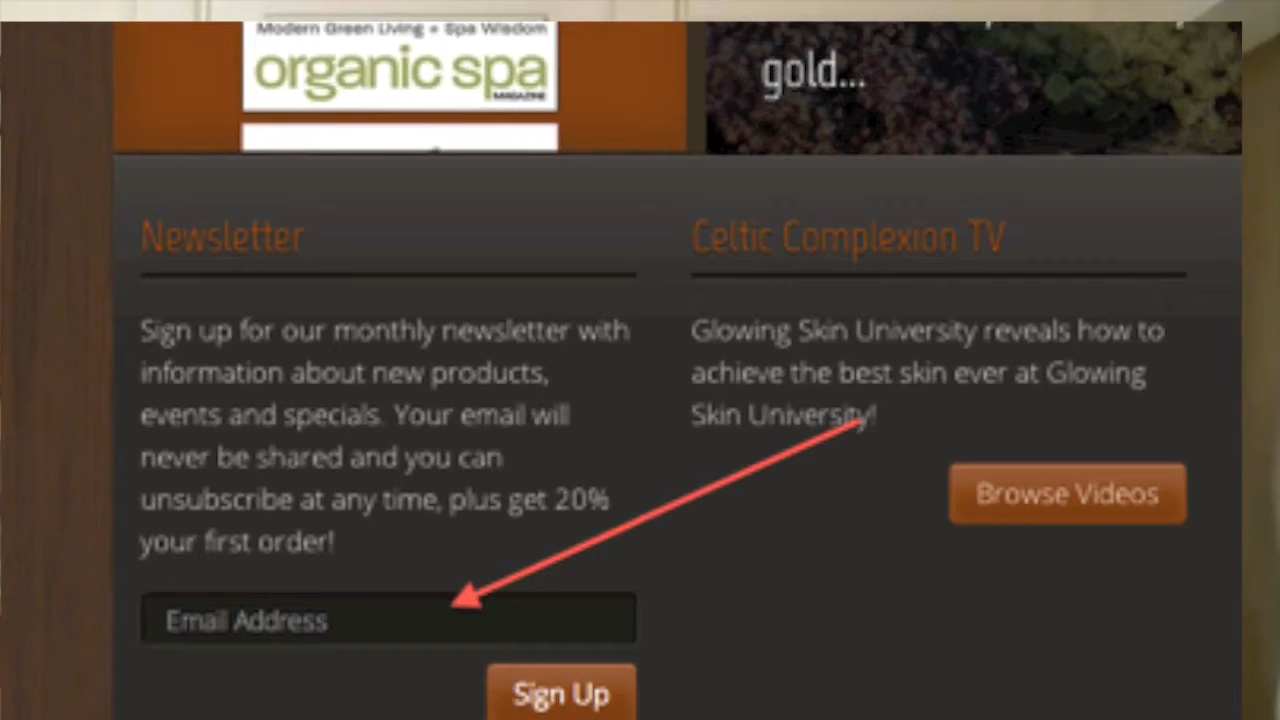 Modern Green Living + Spa Wisdom
organic spa
MAGAZINE
gold...
Newsletter
Sign up for our monthly newsletter with
information about new products,
events and specials. Your email will
never be shared and you can
unsubscribe at any time, plus get 20%
your first order!
Email Address
Sign Up
Celtic Complexion TV
Glowing Skin University reveals how to
achieve the best skin ever at Glowing
Skin University!
Browse Videos